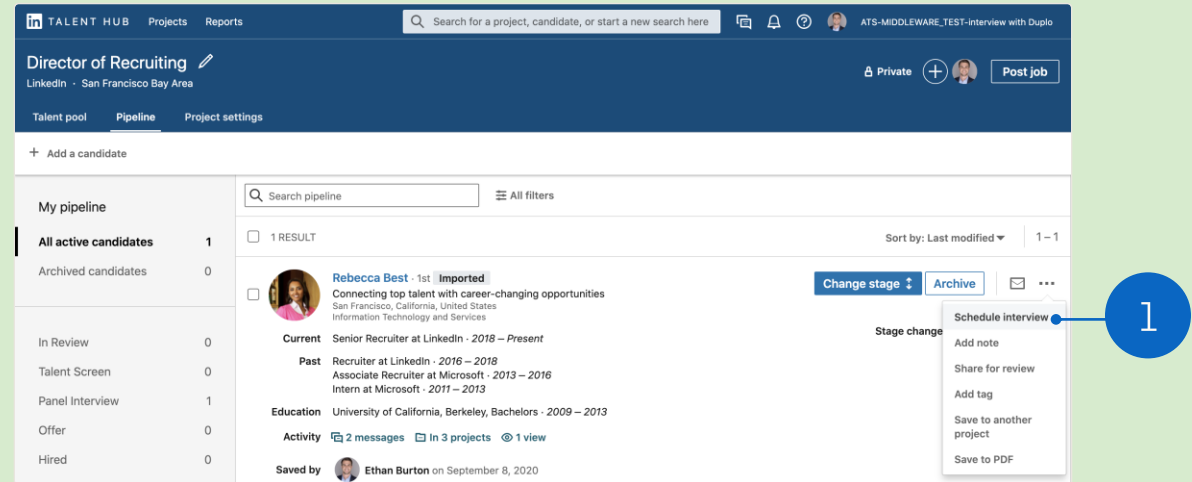 in TALENT HUB Projects Reports Search for a project, candidate, or start a new search here ATS-MIDDLEWARE_TEST-interview with Duplo
Director of Recruiting
LinkedIn · San Francisco Bay Area
Private Post job
Talent pool Pipeline Project settings
+ Add a candidate
My pipeline
All active candidates 1
Archived candidates 0
In Review 0
Talent Screen 0
Panel Interview 1
Offer 0
Hired 0
Search pipeline All filters
1 RESULT Sort by: Last modified 1 – 1
Rebecca Best · 1st Imported
Connecting top talent with career-changing opportunities
San Francisco, California, United States
Information Technology and Services
Current Senior Recruiter at LinkedIn · 2018 – Present
Past Recruiter at LinkedIn · 2016 – 2018
Associate Recruiter at Microsoft · 2013 – 2016
Intern at Microsoft · 2011 – 2013
Education University of California, Berkeley, Bachelors · 2009 – 2013
Activity 2 messages In 3 projects 1 view
Saved by Ethan Burton on September 8, 2020
Change stage Archive
Stage change
Schedule interview
Add note
Share for review
Add tag
Save to another
project
Save to PDF
1